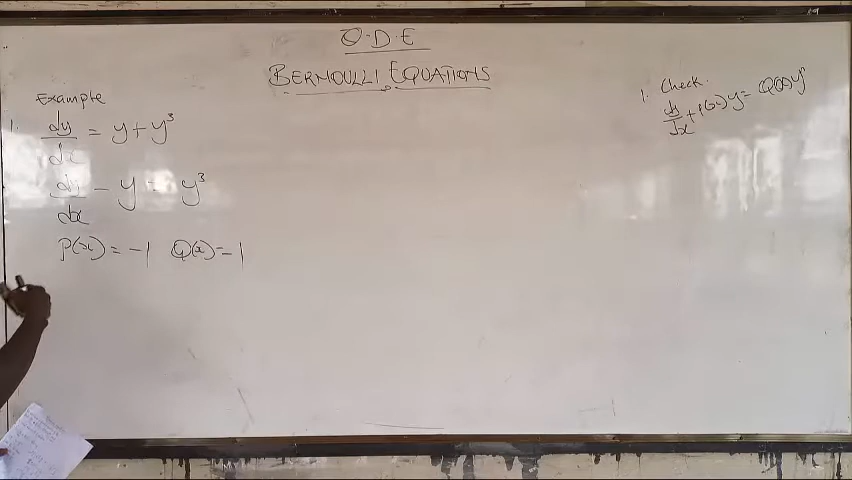 O.D.E
BERNOULLI EQUATIONS
Example
1. dy/dx = y + y³
dy/dx - y = y³
P(x) = -1 Q(x) = -1
1. Check.
dy/dx + P(x)y = Q(x)yⁿ